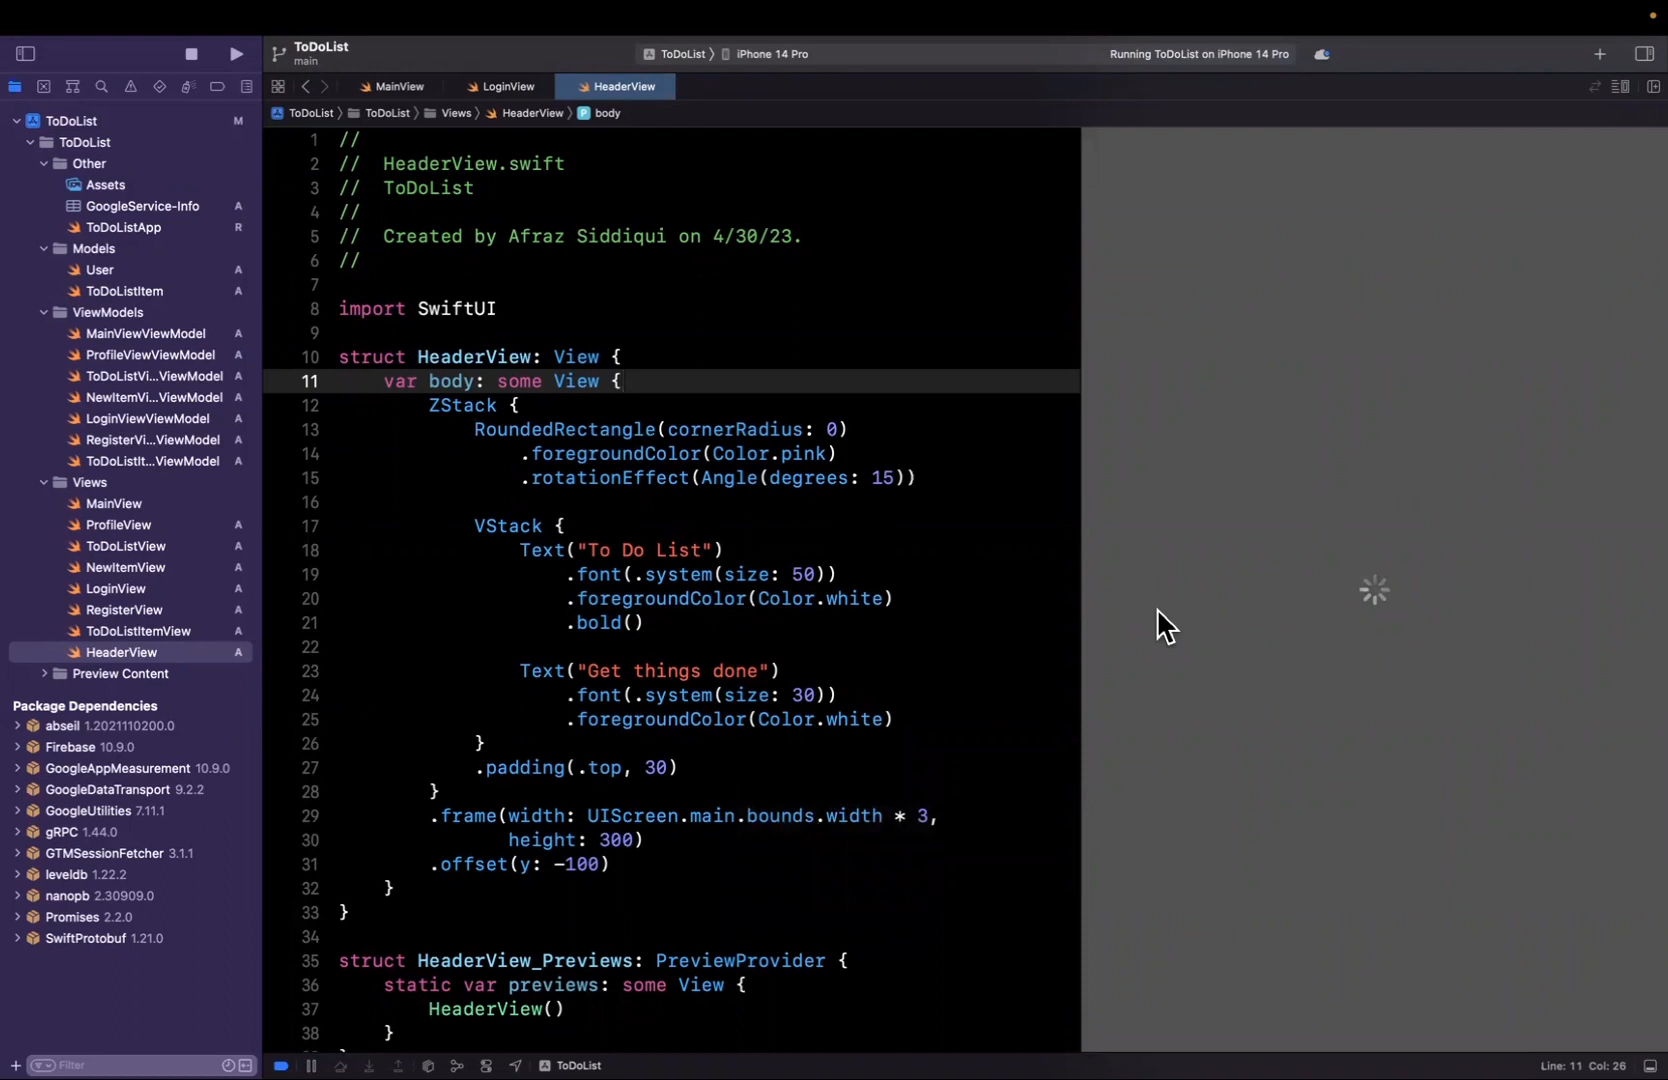 ToDoList
main
ToDoList
iPhone 14 Pro
Running ToDoList on iPhone 14 Pro
MainView
LoginView
HeaderView
ToDoList
ToDoList
Views
HeaderView
P body
ToDoList M
ToDoList
Other
Assets
GoogleService-Info A
ToDoListApp R
Models
User A
ToDoListItem A
ViewModels
MainViewViewModel A
ProfileViewViewModel A
ToDoListVi...ViewModel A
NewItemVi...ViewModel A
LoginViewViewModel A
RegisterVi...ViewModel A
ToDoListIt...ViewModel A
Views
MainView
ProfileView A
ToDoListView A
NewItemView A
LoginView A
RegisterView A
ToDoListItemView A
HeaderView A
Preview Content
Package Dependencies
abseil 1.2021110200.0
Firebase 10.9.0
GoogleAppMeasurement 10.9.0
GoogleDataTransport 9.2.2
GoogleUtilities 7.11.1
gRPC 1.44.0
GTMSessionFetcher 3.1.1
leveldb 1.22.2
nanopb 2.30909.0
Promises 2.2.0
SwiftProtobuf 1.21.0
Filter
1 //
2 //  HeaderView.swift
3 //  ToDoList
4 //
5 //  Created by Afraz Siddiqui on 4/30/23.
6 //
7
8 import SwiftUI
9
10 struct HeaderView: View {
11     var body: some View {
12         ZStack {
13             RoundedRectangle(cornerRadius: 0)
14                 .foregroundColor(Color.pink)
15                 .rotationEffect(Angle(degrees: 15))
16
17             VStack {
18                 Text("To Do List")
19                     .font(.system(size: 50))
20                     .foregroundColor(Color.white)
21                     .bold()
22
23                 Text("Get things done")
24                     .font(.system(size: 30))
25                     .foregroundColor(Color.white)
26             }
27             .padding(.top, 30)
28         }
29         .frame(width: UIScreen.main.bounds.width * 3,
30                height: 300)
31         .offset(y: -100)
32     }
33 }
34
35 struct HeaderView_Previews: PreviewProvider {
36     static var previews: some View {
37         HeaderView()
38     }
ToDoList
Line: 11 Col: 26